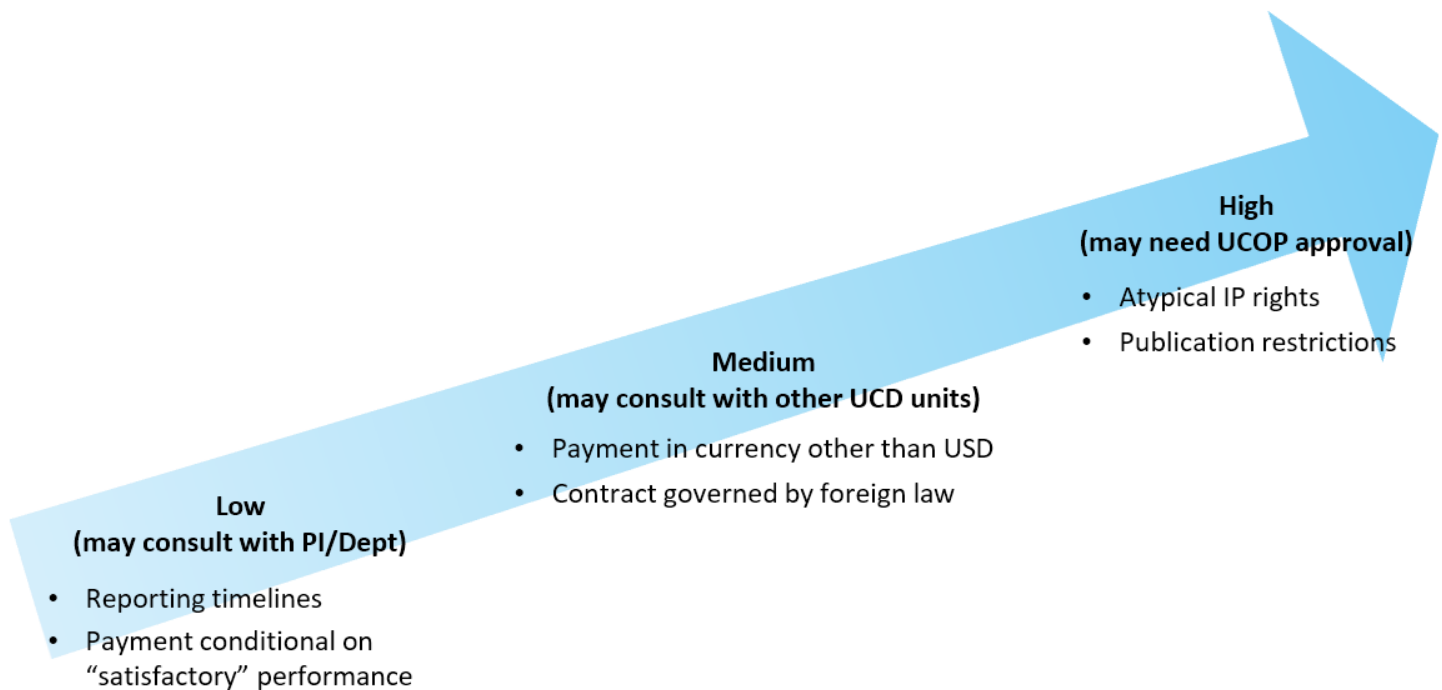 High
(may need UCOP approval)
• Atypical IP rights
• Publication restrictions
Medium
(may consult with other UCD units)
• Payment in currency other than USD
• Contract governed by foreign law
Low
(may consult with PI/Dept)
• Reporting timelines
• Payment conditional on
“satisfactory” performance